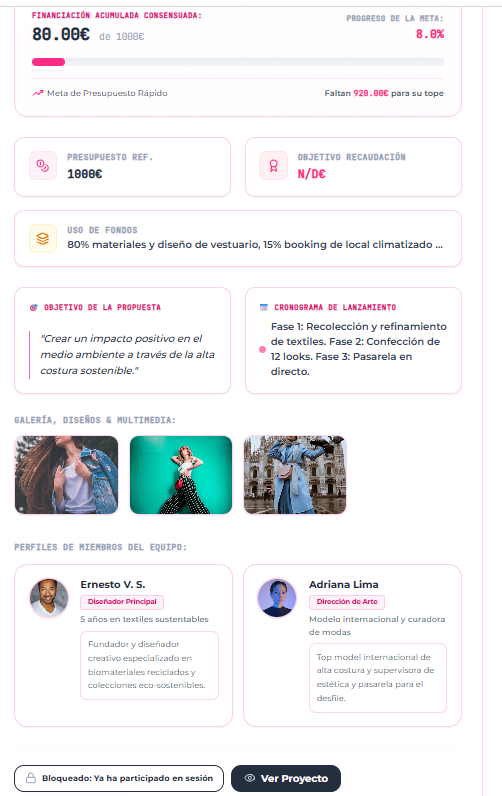 FINANCIACIÓN ACUMULADA CONSENSUADA:
80.00€ de 1000€
PROGRESO DE LA META:
8.0%
Meta de Presupuesto Rápido
Faltan 920.00€ para su tope
PRESUPUESTO REF.
1000€
OBJETIVO RECAUDACIÓN
N/D€
USO DE FONDOS
80% materiales y diseño de vestuario, 15% booking de local climatizado ...
OBJETIVO DE LA PROPUESTA
"Crear un impacto positivo en el
medio ambiente a través de la alta
costura sostenible."
CRONOGRAMA DE LANZAMIENTO
Fase 1: Recolección y refinamiento
de textiles. Fase 2: Confección de
12 looks. Fase 3: Pasarela en
directo.
GALERÍA, DISEÑOS & MULTIMEDIA:
PERFILES DE MIEMBROS DEL EQUIPO:
Ernesto V. S.
Diseñador Principal
5 años en textiles sustentables
Fundador y diseñador
creativo especializado en
biomateriales reciclados y
colecciones eco-sostenibles.
Adriana Lima
Dirección de Arte
Modelo internacional y curadora
de modas
Top model internacional de
alta costura y supervisora de
estética y pasarela para el
desfile.
Bloqueado: Ya ha participado en sesión
Ver Proyecto